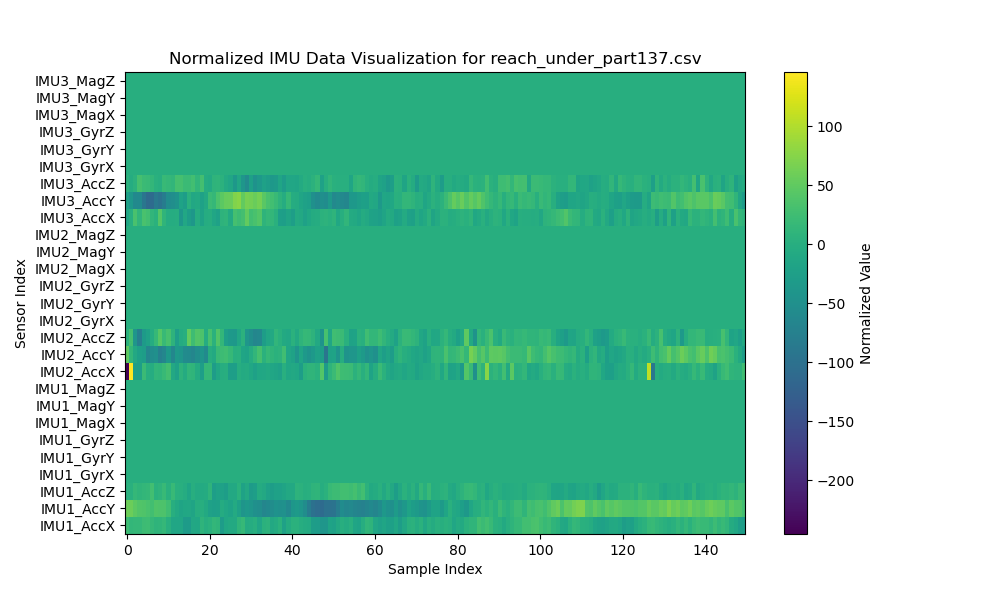 Normalized IMU Data Visualization for reach_under_part137.csv
IMU3_MagZ
IMU3_MagY
IMU3_MagX
IMU3_GyrZ
IMU3_GyrY
IMU3_GyrX
IMU3_AccZ
IMU3_AccY
IMU3_AccX
IMU2_MagZ
IMU2_MagY
IMU2_MagX
IMU2_GyrZ
IMU2_GyrY
IMU2_GyrX
IMU2_AccZ
IMU2_AccY
IMU2_AccX
IMU1_MagZ
IMU1_MagY
IMU1_MagX
IMU1_GyrZ
IMU1_GyrY
IMU1_GyrX
IMU1_AccZ
IMU1_AccY
IMU1_AccX
Sensor Index
0 20 40 60 80 100 120 140
Sample Index
100
50
0
−50
−100
−150
−200
Normalized Value